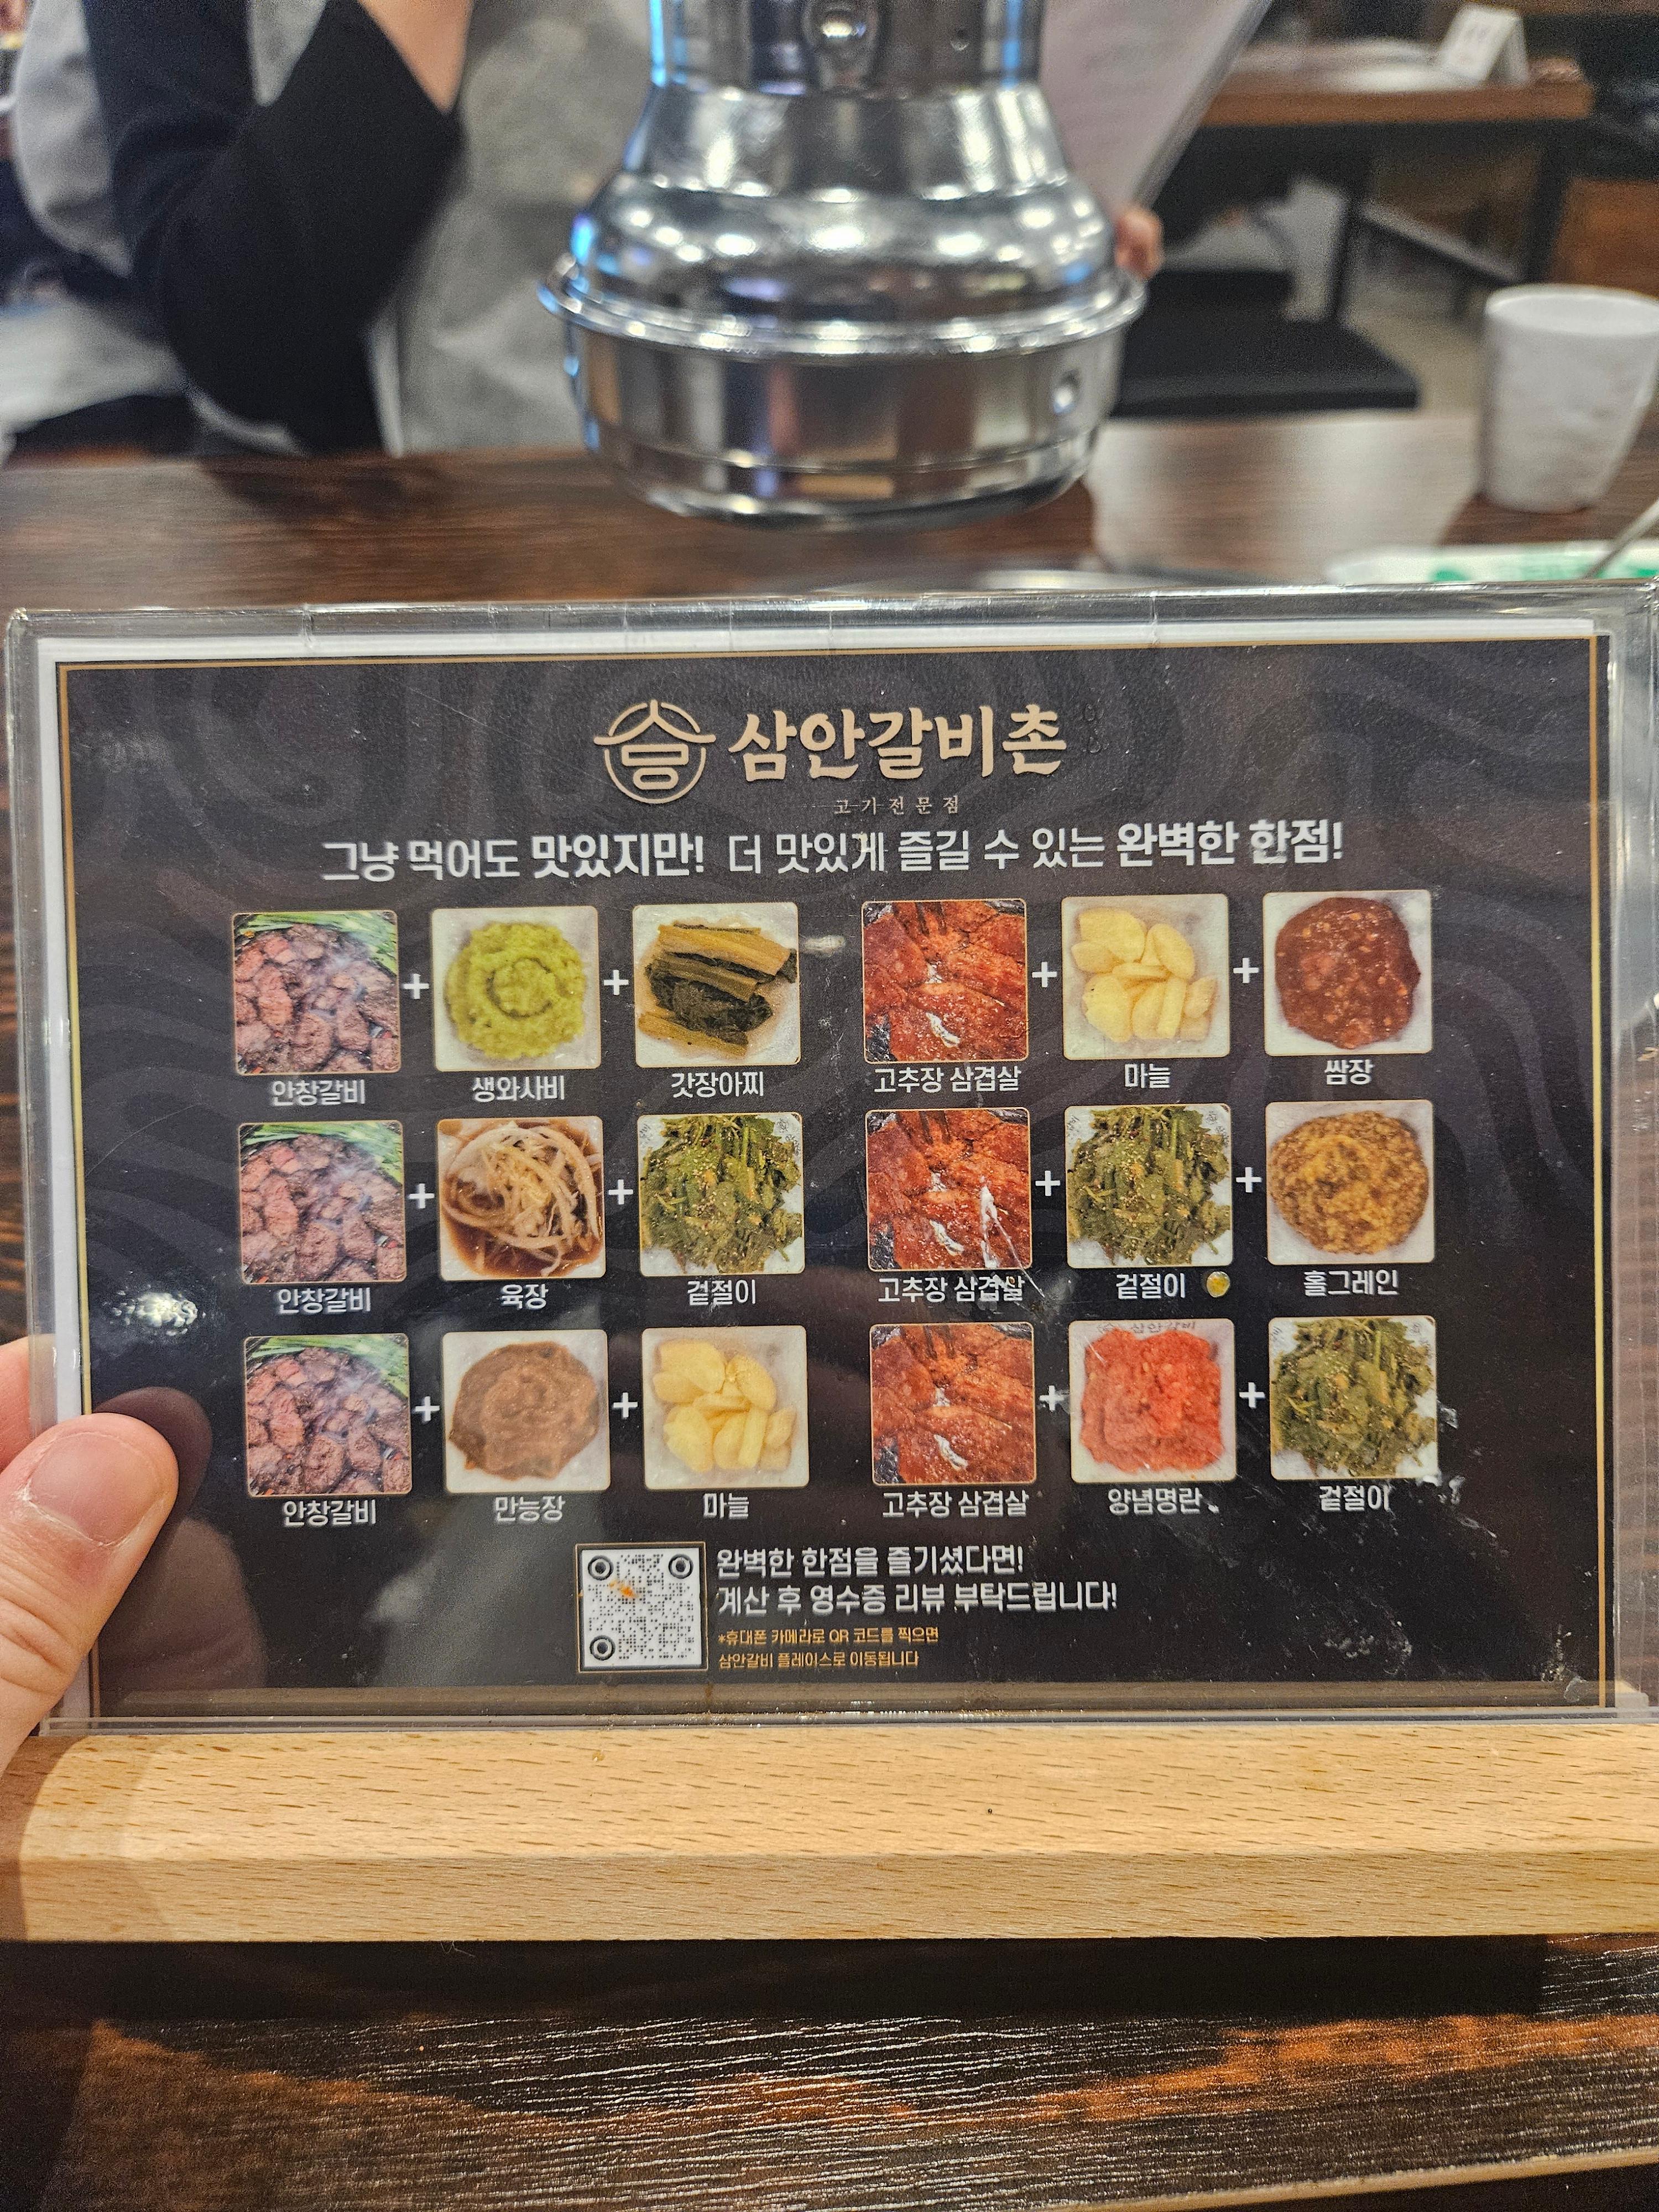 삼안갈비촌
고기전문점
그냥 먹어도 맛있지만! 더 맛있게 즐길 수 있는 완벽한 한점!
안창갈비 + 생와사비 + 갓장아찌
고추장 삼겹살 + 마늘 + 쌈장
안창갈비 + 육장 + 겉절이
고추장 삼겹살 + 겉절이 + 홀그레인
안창갈비 + 만능장 + 마늘
고추장 삼겹살 + 양념명란 + 겉절이
완벽한 한점을 즐기셨다면!
계산 후 영수증 리뷰 부탁드립니다!
*휴대폰 카메라로 QR 코드를 찍으면
삼안갈비 플레이스로 이동됩니다